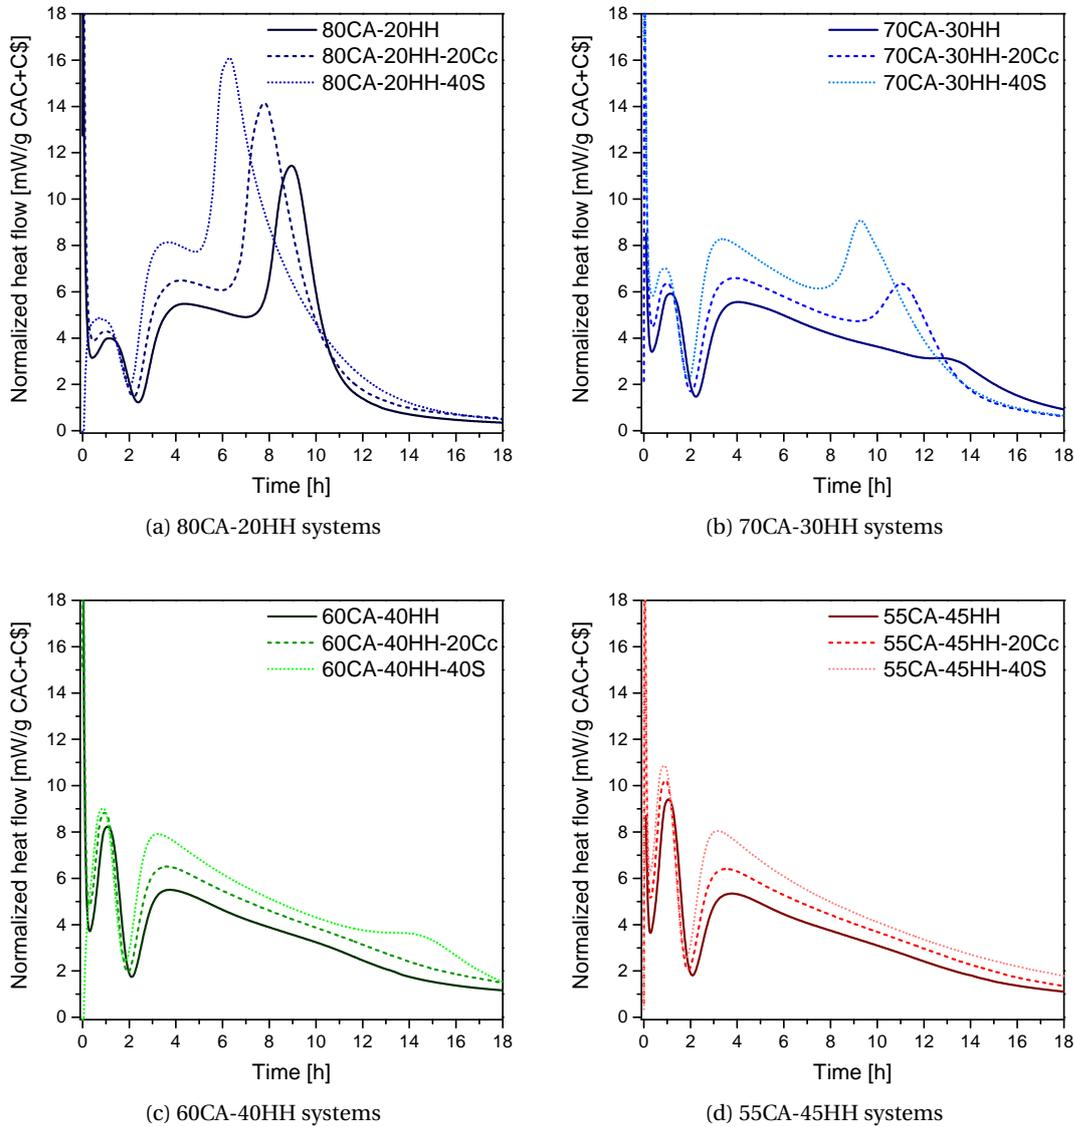 18
16
14
12
10
8
6
4
2
0
Normalized heat flow [mW/g CAC+C$]
80CA-20HH
80CA-20HH-20Cc
80CA-20HH-40S
0 2 4 6 8 10 12 14 16 18
Time [h]
(a) 80CA-20HH systems
18
16
14
12
10
8
6
4
2
0
Normalized heat flow [mW/g CAC+C$]
70CA-30HH
70CA-30HH-20Cc
70CA-30HH-40S
0 2 4 6 8 10 12 14 16 18
Time [h]
(b) 70CA-30HH systems
18
16
14
12
10
8
6
4
2
0
Normalized heat flow [mW/g CAC+C$]
60CA-40HH
60CA-40HH-20Cc
60CA-40HH-40S
0 2 4 6 8 10 12 14 16 18
Time [h]
(c) 60CA-40HH systems
18
16
14
12
10
8
6
4
2
0
Normalized heat flow [mW/g CAC+C$]
55CA-45HH
55CA-45HH-20Cc
55CA-45HH-40S
0 2 4 6 8 10 12 14 16 18
Time [h]
(d) 55CA-45HH systems